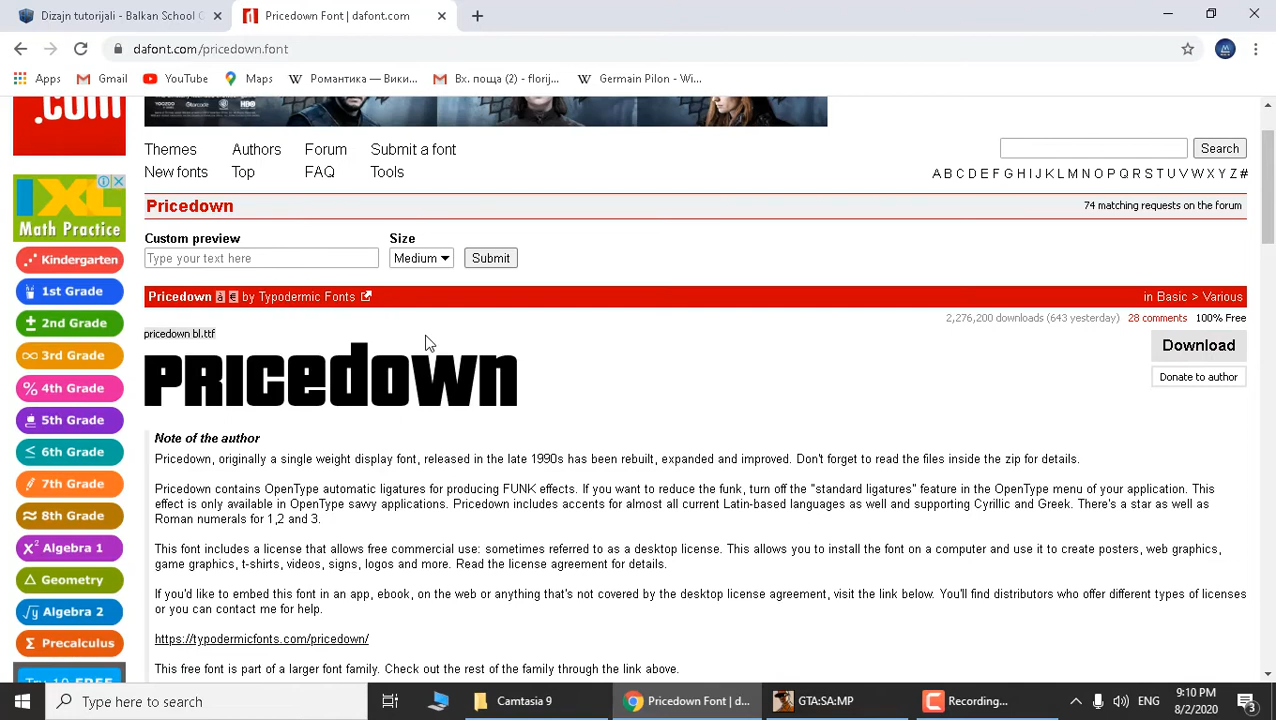 Dizajn tutorijali - Balkan School C
Pricedown Font | dafont.com
dafont.com/pricedown.font
Apps
Gmail
YouTube
Maps
Романтика — Вики...
Вх. поща (2) - florij...
Germain Pilon - Wi...
.com
HBO
IXL
Math Practice
Kindergarten
1st Grade
2nd Grade
3rd Grade
4th Grade
5th Grade
6th Grade
7th Grade
8th Grade
Algebra 1
Geometry
Algebra 2
Precalculus
Try 10 FREE
Themes Authors Forum Submit a font
New fonts Top FAQ Tools
Search
A B C D E F G H I J K L M N O P Q R S T U V W X Y Z #
Pricedown
74 matching requests on the forum
Custom preview
Size
Type your text here
Medium
Submit
Pricedown à € by Typodermic Fonts
in Basic > Various
2,276,200 downloads (643 yesterday) 28 comments 100% Free
pricedown bl.ttf
Download
PRICEDOWN
Donate to author
Note of the author
Pricedown, originally a single weight display font, released in the late 1990s has been rebuilt, expanded and improved. Don't forget to read the files inside the zip for details.
Pricedown contains OpenType automatic ligatures for producing FUNK effects. If you want to reduce the funk, turn off the "standard ligatures" feature in the OpenType menu of your application. This
effect is only available in OpenType savvy applications. Pricedown includes accents for almost all current Latin-based languages as well and supporting Cyrillic and Greek. There's a star as well as
Roman numerals for 1,2 and 3.
This font includes a license that allows free commercial use: sometimes referred to as a desktop license. This allows you to install the font on a computer and use it to create posters, web graphics,
game graphics, t-shirts, videos, signs, logos and more. Read the license agreement for details.
If you'd like to embed this font in an app, ebook, on the web or anything that's not covered by the desktop license agreement, visit the link below. You'll find distributors who offer different types of licenses
or you can contact me for help.
https://typodermicfonts.com/pricedown/
This free font is part of a larger font family. Check out the rest of the family through the link above.
Type here to search
Camtasia 9
Pricedown Font | d...
GTA:SA:MP
Recording...
ENG
9:10 PM
8/2/2020
3